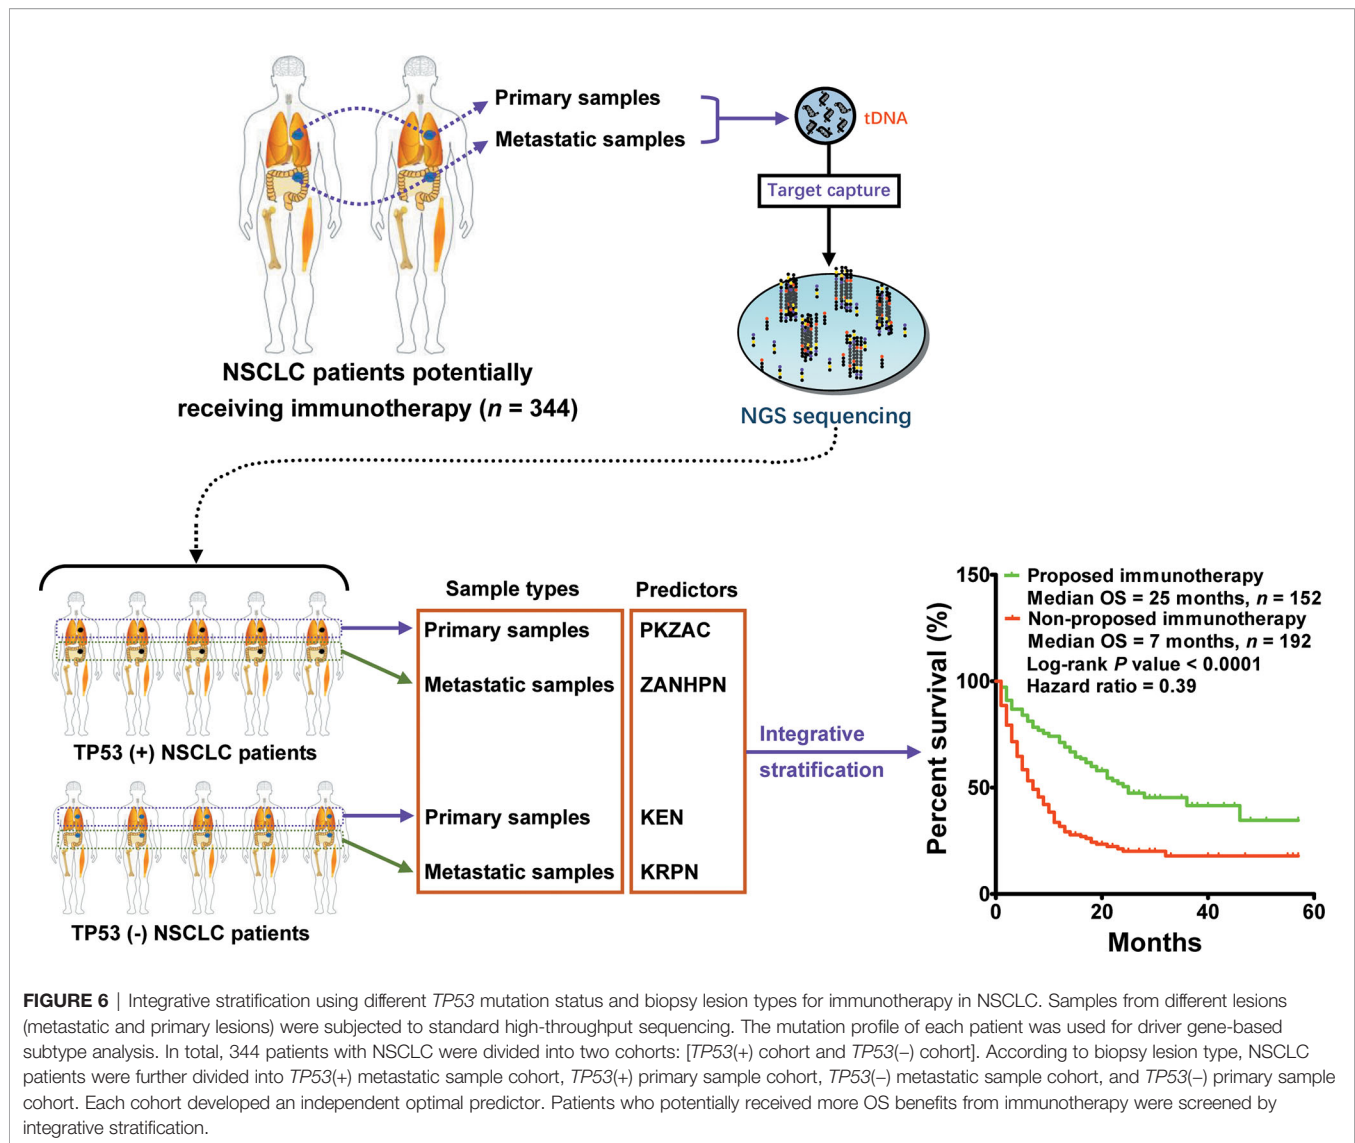 Primary samples
Metastatic samples
tDNA
Target capture
NGS sequencing
NSCLC patients potentially
receiving immunotherapy (n = 344)
Sample types
Predictors
Primary samples
PKZAC
Metastatic samples
ZANHPN
TP53 (+) NSCLC patients
Primary samples
KEN
Metastatic samples
KRPN
TP53 (-) NSCLC patients
Integrative
stratification
Percent survival (%)
150
100
50
0
0
20
40
60
Months
Proposed immunotherapy
Median OS = 25 months, n = 152
Non-proposed immunotherapy
Median OS = 7 months, n = 192
Log-rank P value < 0.0001
Hazard ratio = 0.39
FIGURE 6 | Integrative stratification using different TP53 mutation status and biopsy lesion types for immunotherapy in NSCLC. Samples from different lesions
(metastatic and primary lesions) were subjected to standard high-throughput sequencing. The mutation profile of each patient was used for driver gene-based
subtype analysis. In total, 344 patients with NSCLC were divided into two cohorts: [TP53(+) cohort and TP53(−) cohort]. According to biopsy lesion type, NSCLC
patients were further divided into TP53(+) metastatic sample cohort, TP53(+) primary sample cohort, TP53(−) metastatic sample cohort, and TP53(−) primary sample
cohort. Each cohort developed an independent optimal predictor. Patients who potentially received more OS benefits from immunotherapy were screened by
integrative stratification.